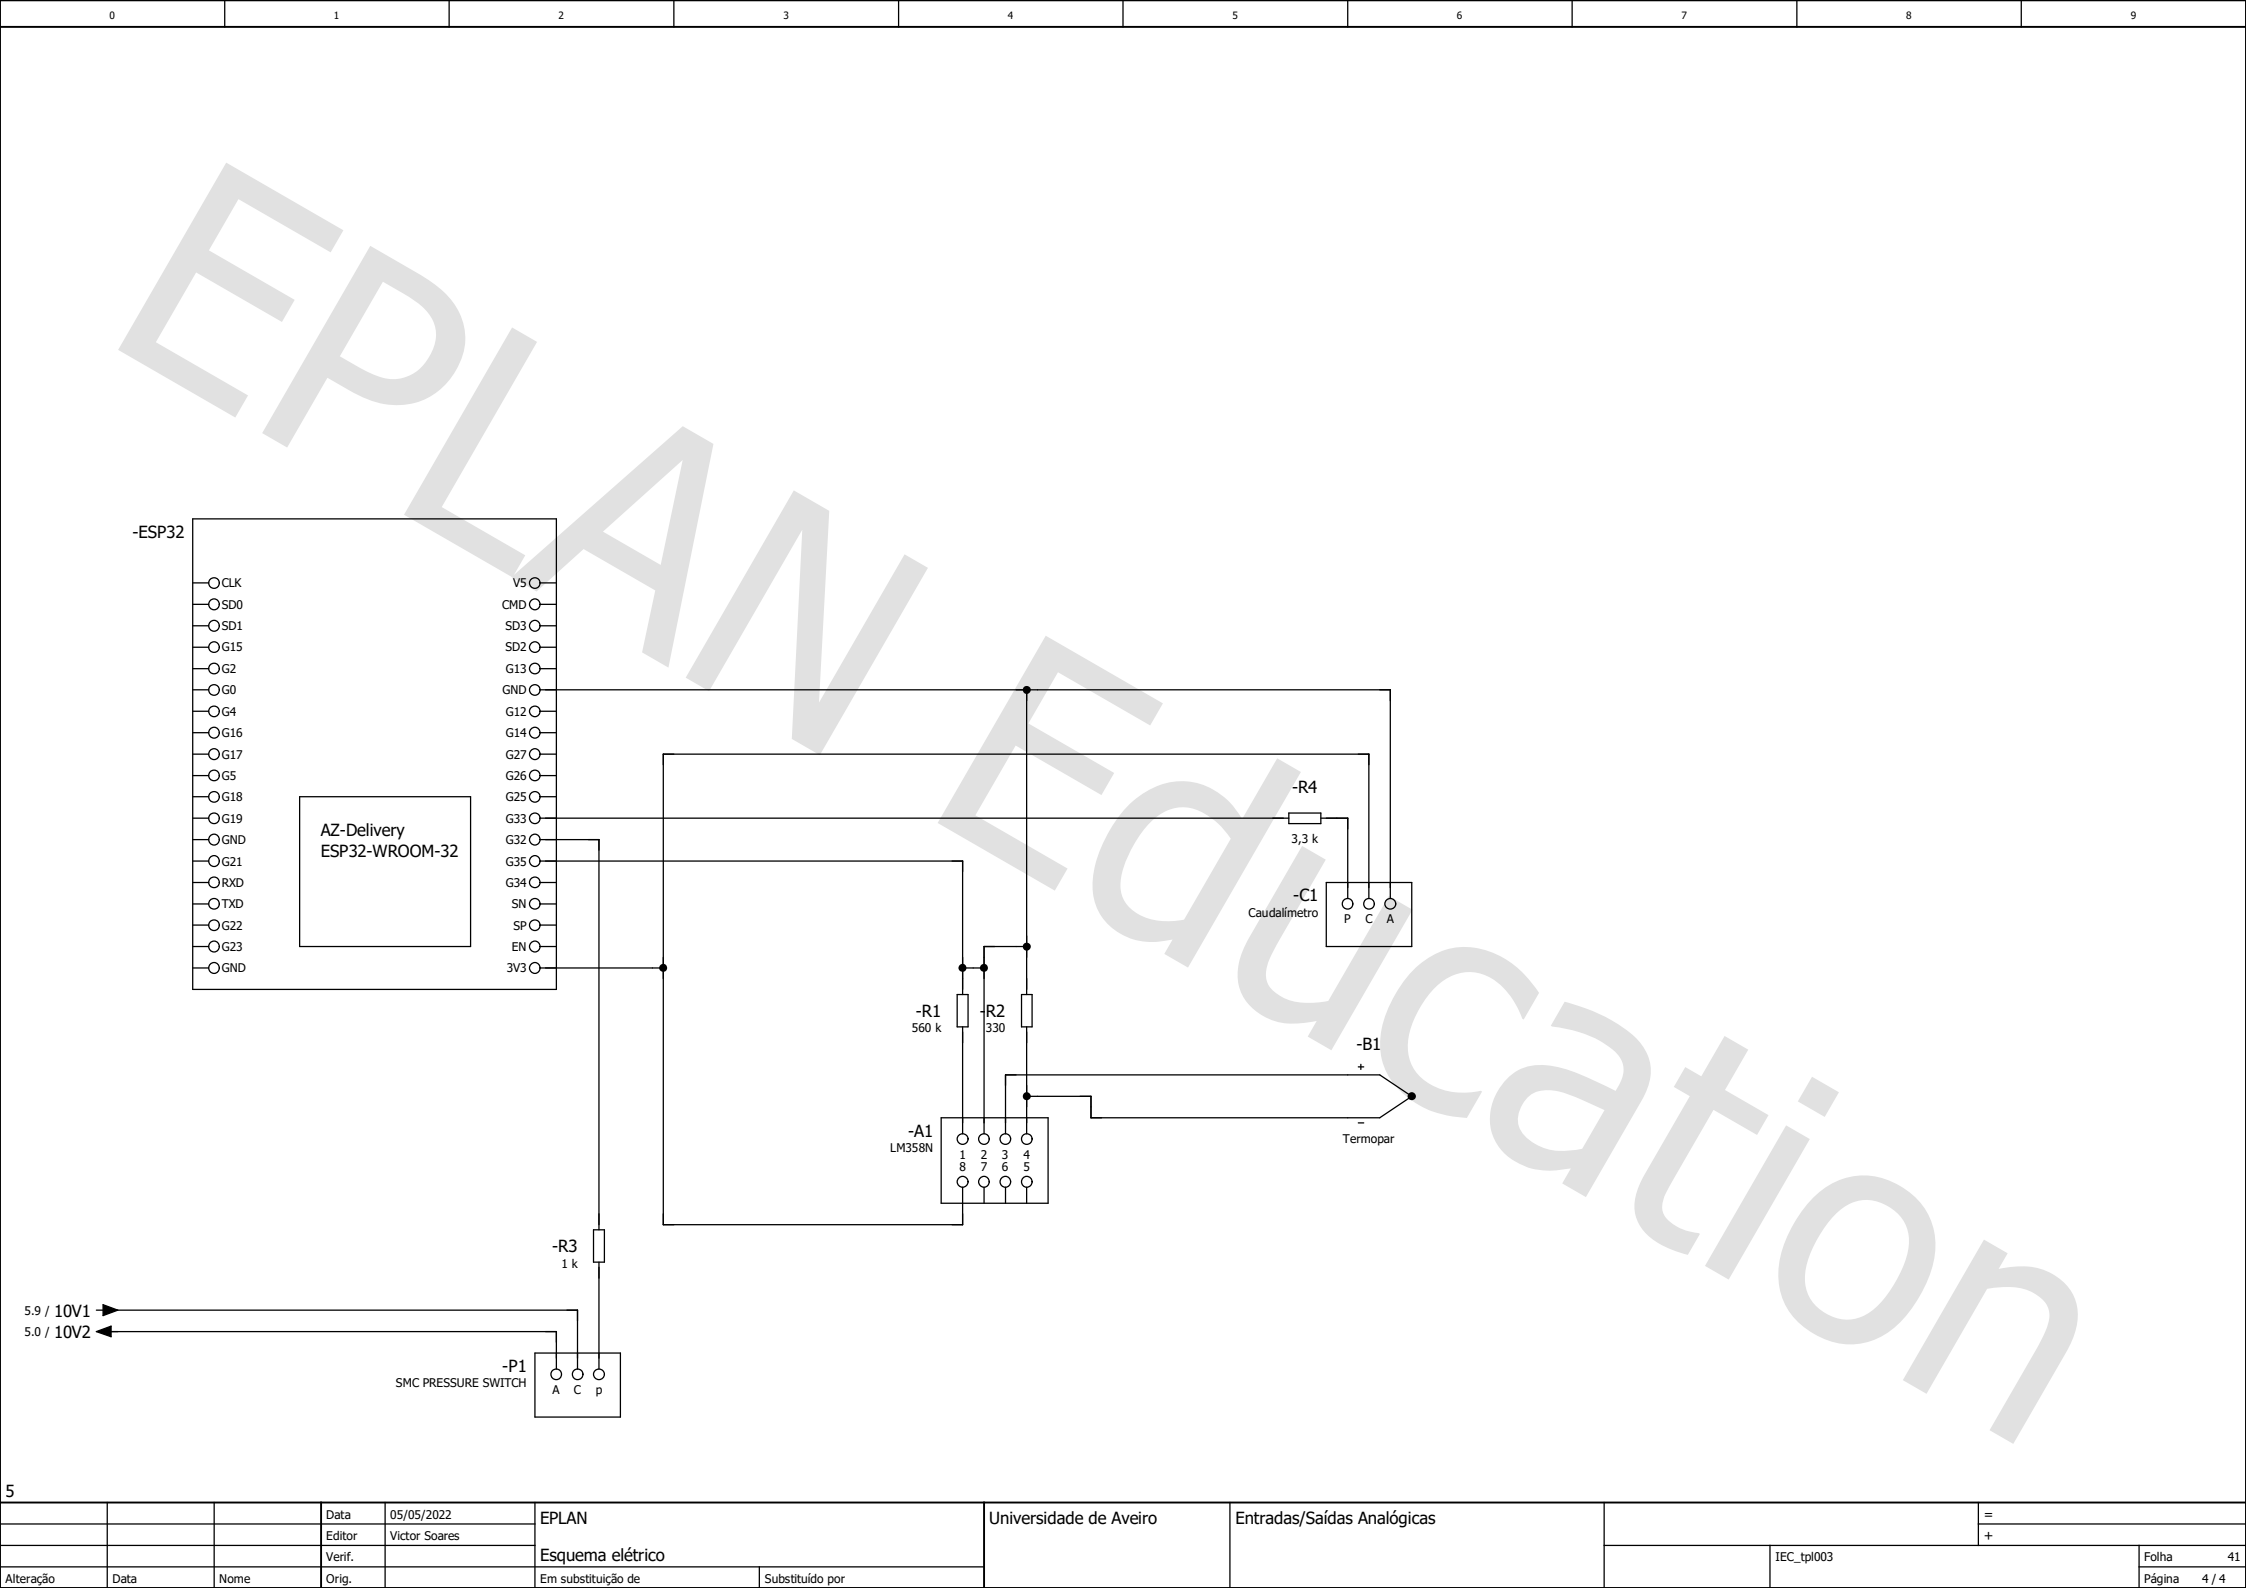 0 1 2 3 4 5 6 7 8 9
EPLAN Education
-ESP32
CLK V5
SD0 CMD
SD1 SD3
G15 SD2
G2 G13
G0 GND
G4 G12
G16 G14
G17 G27
G5 G26
G18 G25
G19 G33
GND G32
G21 G35
RXD G34
TXD SN
G22 SP
G23 EN
GND 3V3
AZ-Delivery
ESP32-WROOM-32
-R4
3,3 k
-C1
Caudalímetro
P C A
-R1
560 k
-R2
330
-B1
+
−
Termopar
-A1
LM358N
1 2 3 4
8 7 6 5
-R3
1 k
5.9 / 10V1
5.0 / 10V2
-P1
SMC PRESSURE SWITCH
A C p
5
Data 05/05/2022
Editor Victor Soares
Verif.
Alteração Data Nome Orig.
EPLAN
Esquema elétrico
Em substituição de Substituído por
Universidade de Aveiro
Entradas/Saídas Analógicas
=
+
IEC_tpl003
Folha 41
Página 4 / 4